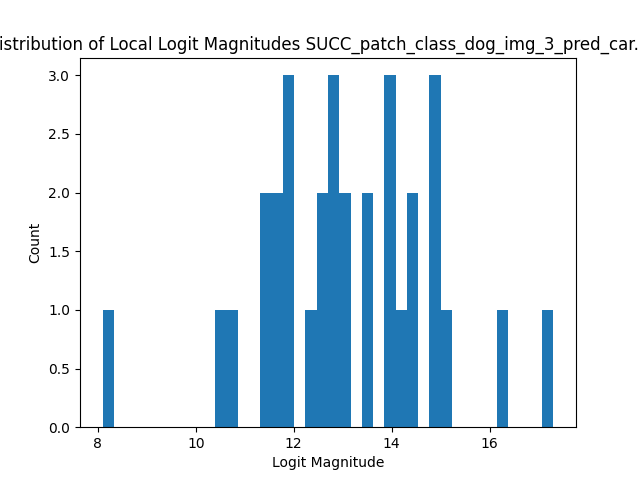 istribution of Local Logit Magnitudes SUCC_patch_class_dog_img_3_pred_car.
3.0
2.5
2.0
1.5
1.0
0.5
0.0
Count
8 10 12 14 16
Logit Magnitude